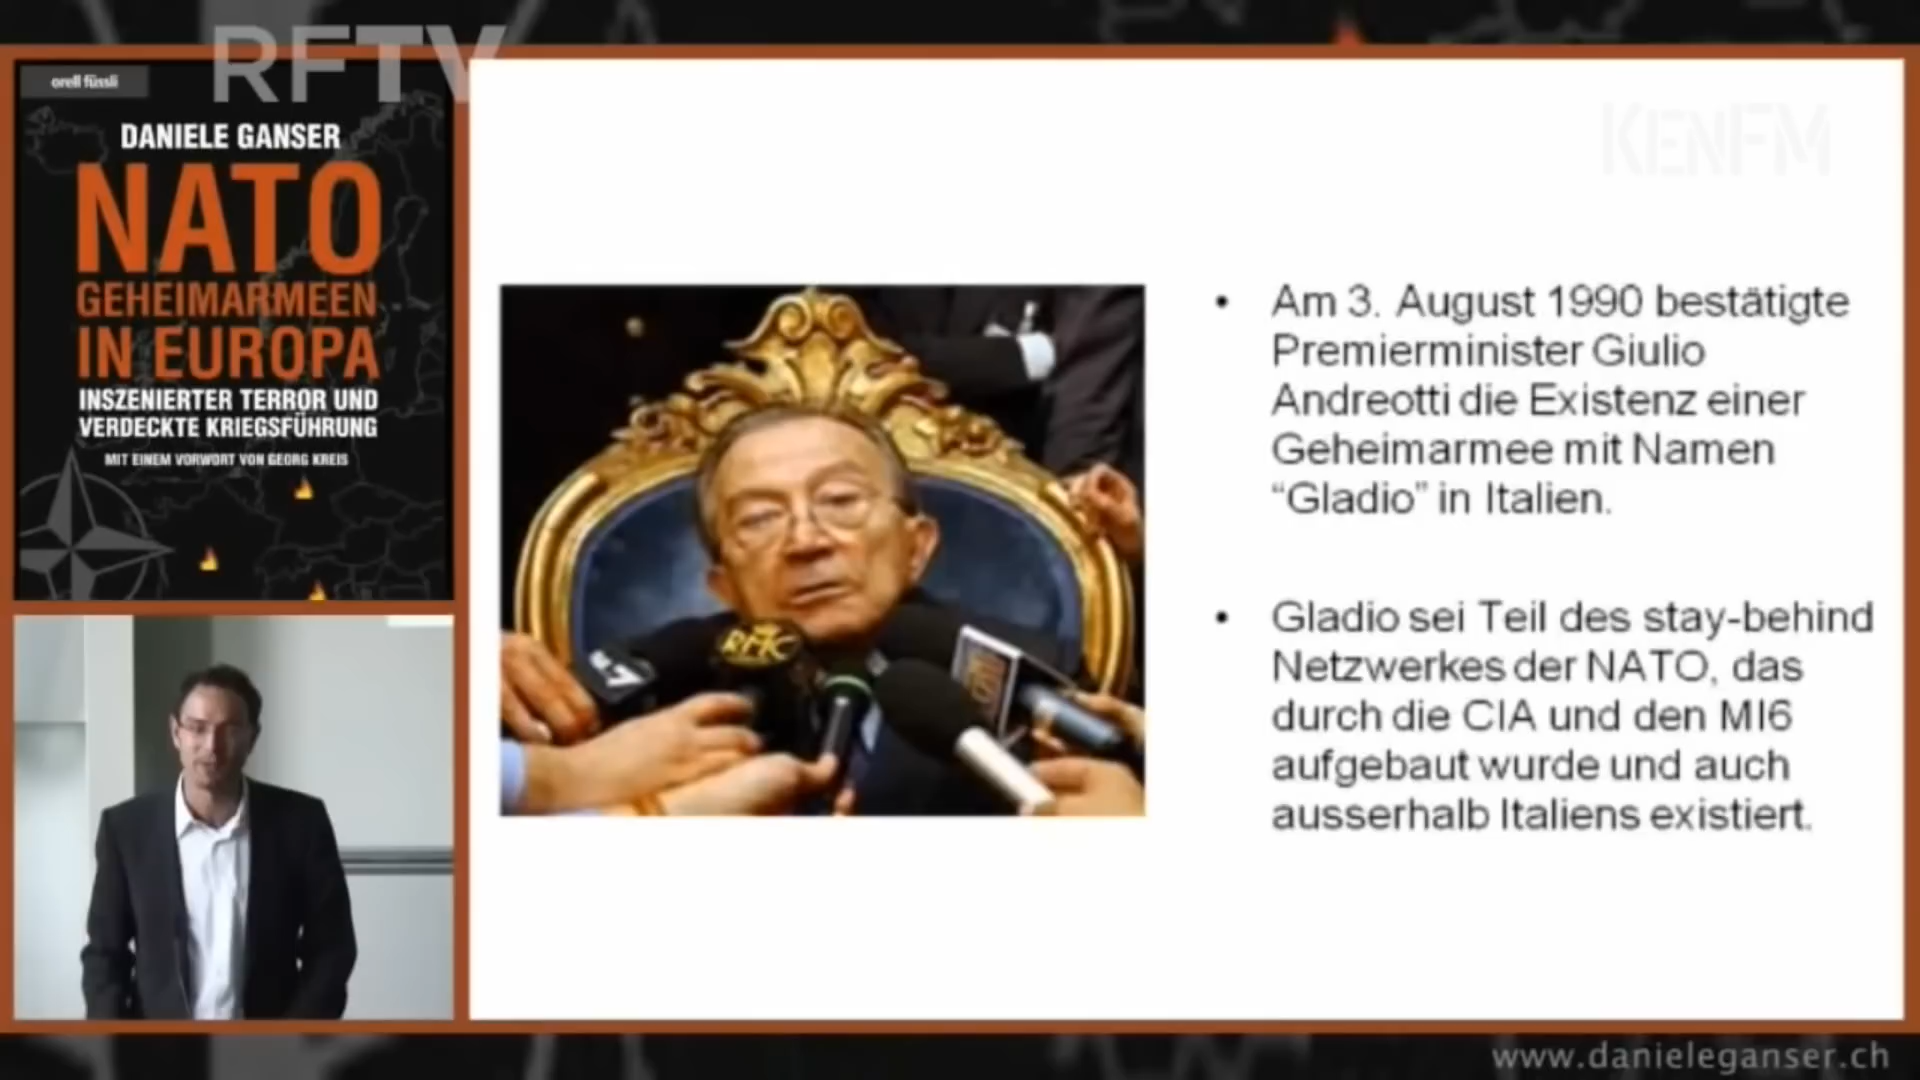 RFTV
orell füssli
DANIELE GANSER
NATO
GEHEIMARMEEN
IN EUROPA
INSZENIERTER TERROR UND
VERDECKTE KRIEGSFÜHRUNG
MIT EINEM VORWORT VON GEORG KREIS
KENFM
• Am 3. August 1990 bestätigte
Premierminister Giulio
Andreotti die Existenz einer
Geheimarmee mit Namen
“Gladio” in Italien.
• Gladio sei Teil des stay-behind
Netzwerkes der NATO, das
durch die CIA und den MI6
aufgebaut wurde und auch
ausserhalb Italiens existiert.
www.danieleganser.ch